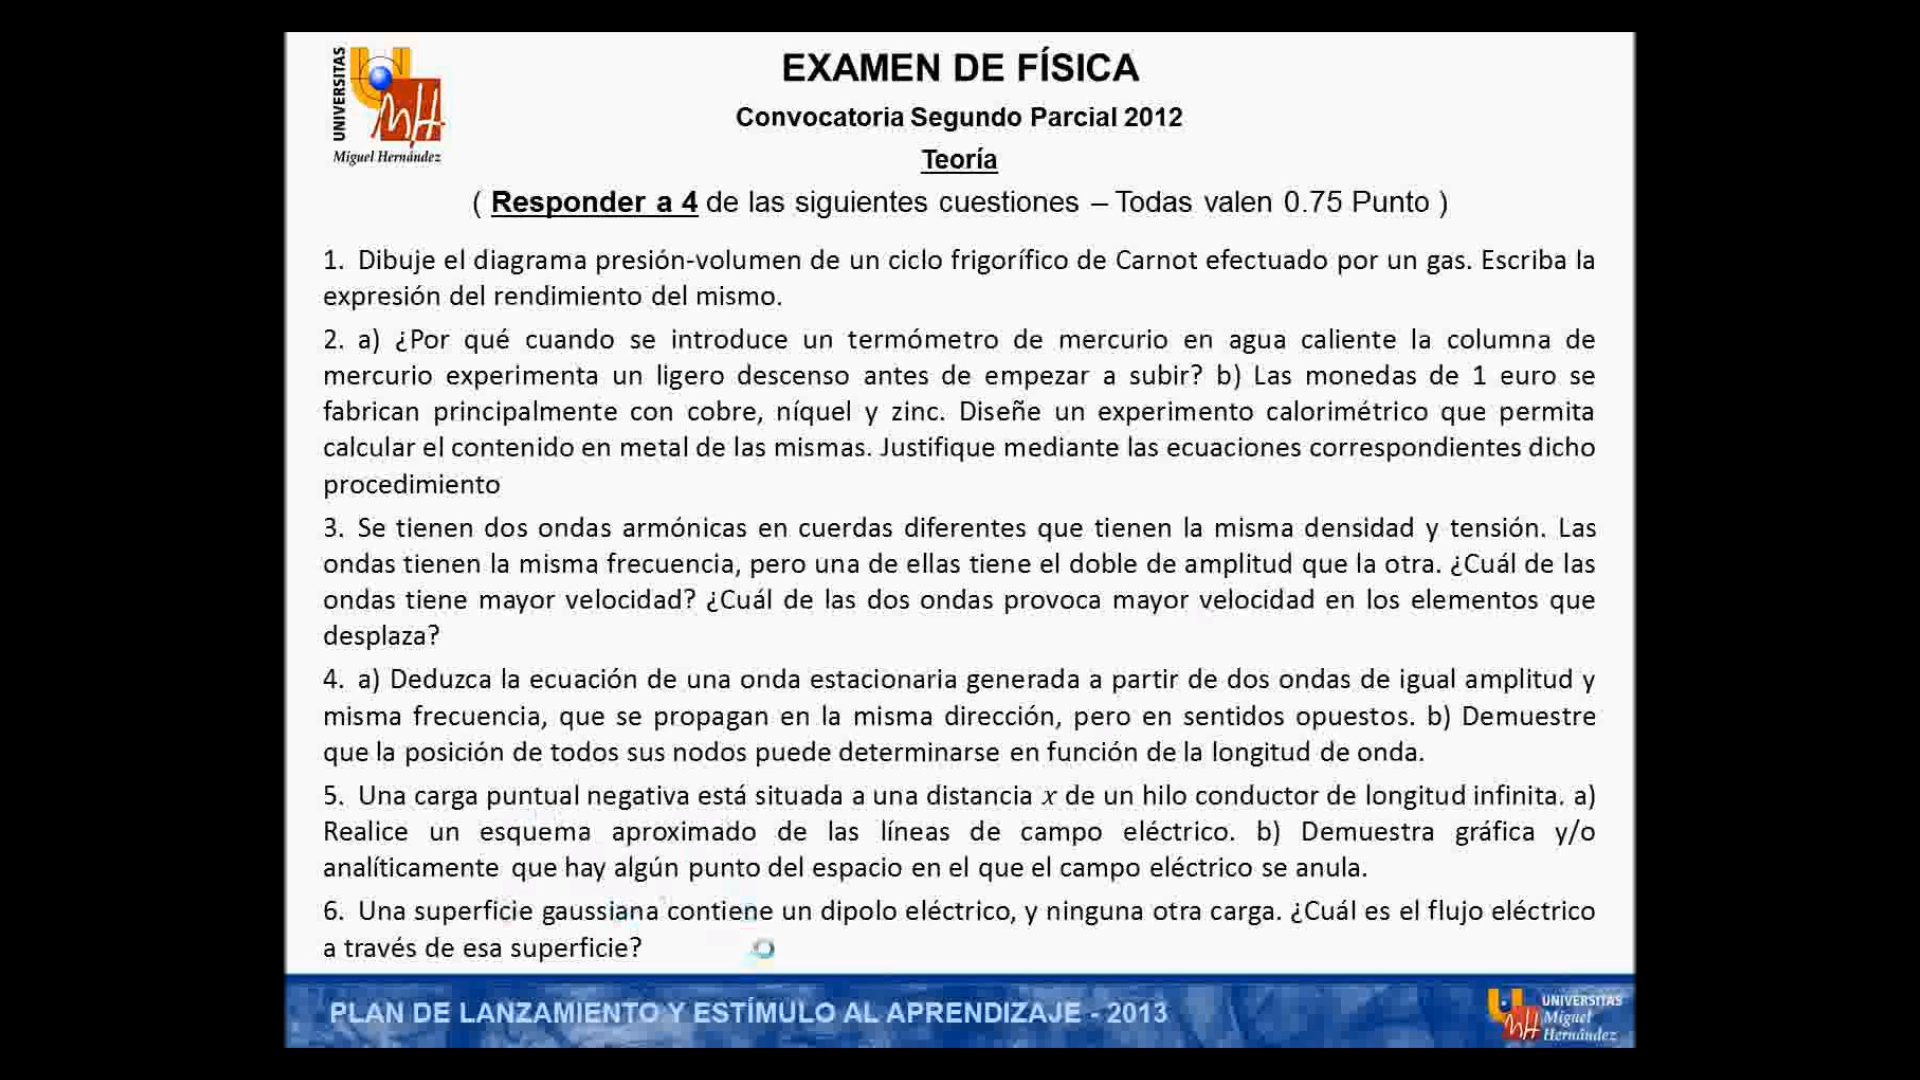 UNIVERSITAS
Miguel Hernández
EXAMEN DE FÍSICA
Convocatoria Segundo Parcial 2012
Teoría
( Responder a 4 de las siguientes cuestiones – Todas valen 0.75 Punto )
1. Dibuje el diagrama presión-volumen de un ciclo frigorífico de Carnot efectuado por un gas. Escriba la
expresión del rendimiento del mismo.
2. a) ¿Por qué cuando se introduce un termómetro de mercurio en agua caliente la columna de
mercurio experimenta un ligero descenso antes de empezar a subir? b) Las monedas de 1 euro se
fabrican principalmente con cobre, níquel y zinc. Diseñe un experimento calorimétrico que permita
calcular el contenido en metal de las mismas. Justifique mediante las ecuaciones correspondientes dicho
procedimiento
3. Se tienen dos ondas armónicas en cuerdas diferentes que tienen la misma densidad y tensión. Las
ondas tienen la misma frecuencia, pero una de ellas tiene el doble de amplitud que la otra. ¿Cuál de las
ondas tiene mayor velocidad? ¿Cuál de las dos ondas provoca mayor velocidad en los elementos que
desplaza?
4. a) Deduzca la ecuación de una onda estacionaria generada a partir de dos ondas de igual amplitud y
misma frecuencia, que se propagan en la misma dirección, pero en sentidos opuestos. b) Demuestre
que la posición de todos sus nodos puede determinarse en función de la longitud de onda.
5. Una carga puntual negativa está situada a una distancia x de un hilo conductor de longitud infinita. a)
Realice un esquema aproximado de las líneas de campo eléctrico. b) Demuestra gráfica y/o
analíticamente que hay algún punto del espacio en el que el campo eléctrico se anula.
6. Una superficie gaussiana contiene un dipolo eléctrico, y ninguna otra carga. ¿Cuál es el flujo eléctrico
a través de esa superficie?
PLAN DE LANZAMIENTO Y ESTÍMULO AL APRENDIZAJE - 2013
UNIVERSITAS
Miguel
Hernández